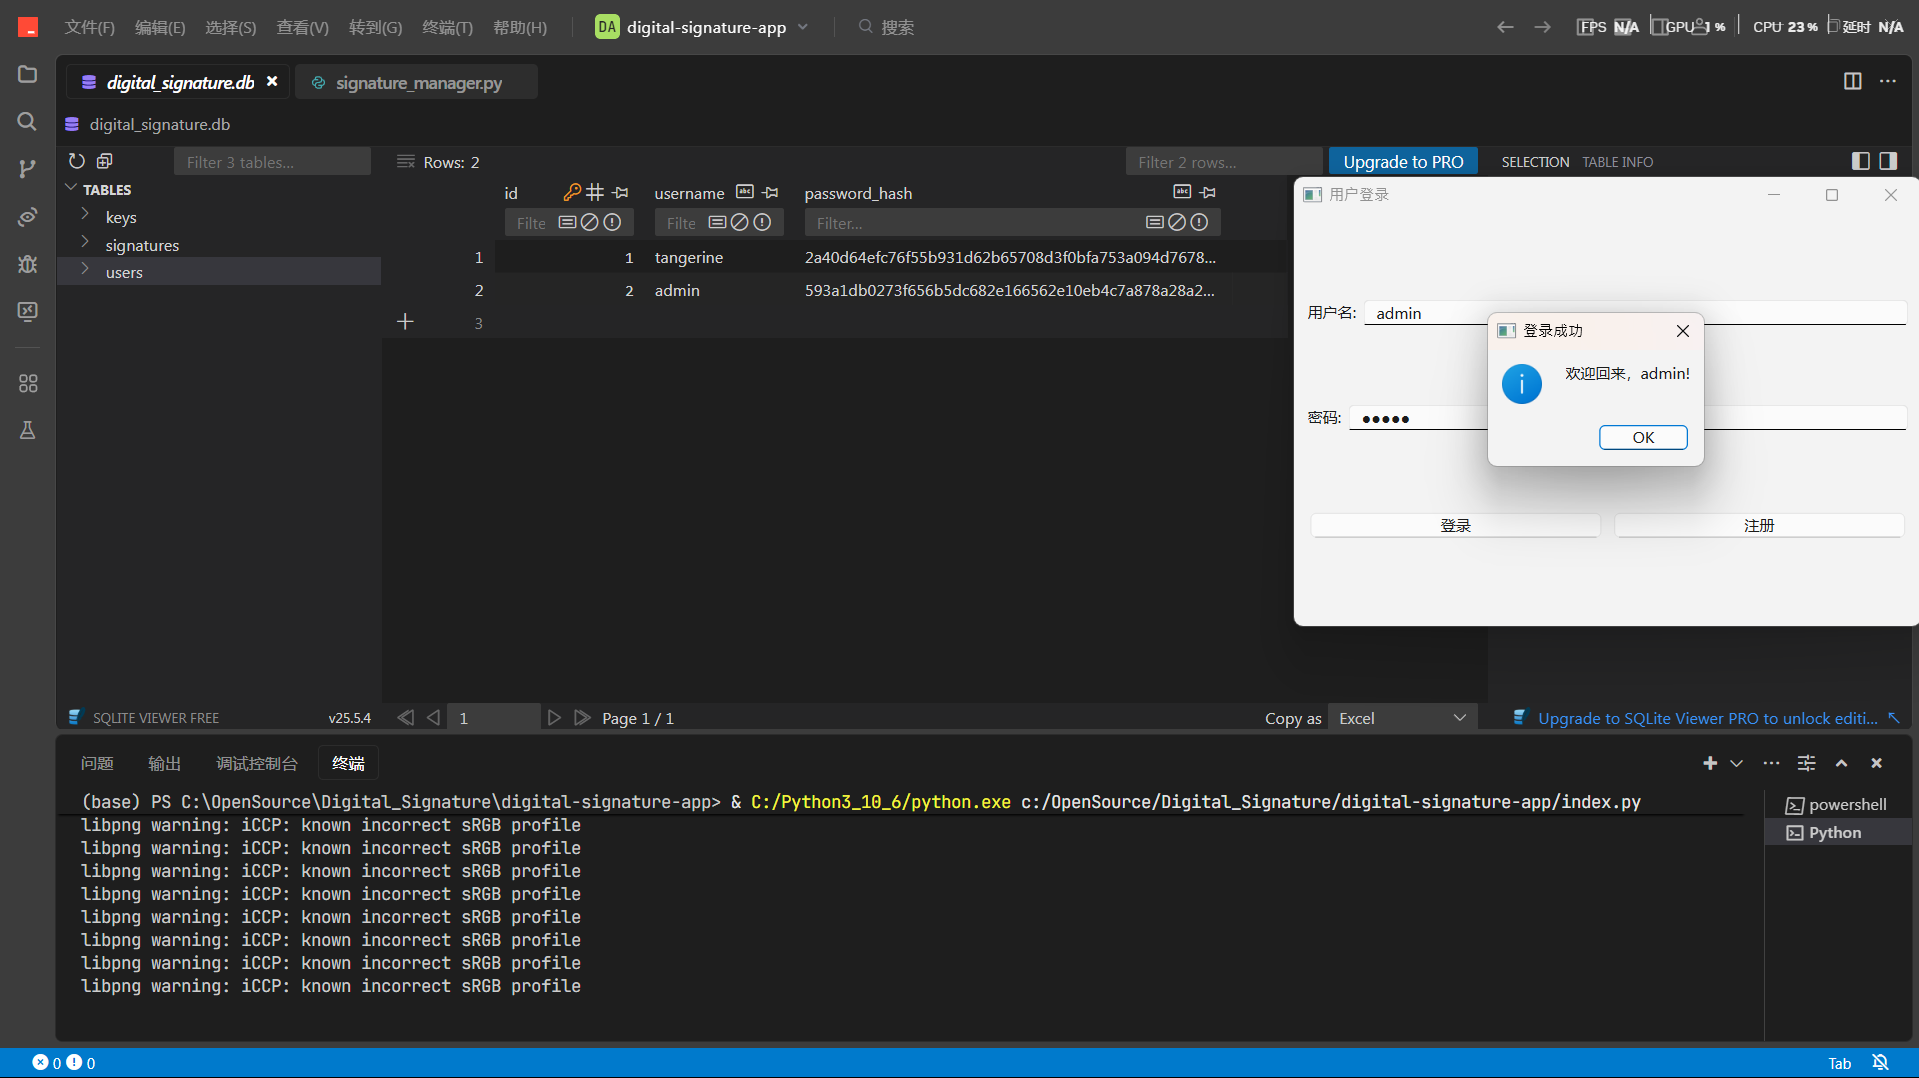 文件(F) 编辑(E) 选择(S) 查看(V) 转到(G) 终端(T) 帮助(H) DA digital-signature-app 搜索 FPS N/A GPU 1 % CPU 23 % 延时 N/A
digital_signature.db signature_manager.py
digital_signature.db
Filter 3 tables... Rows: 2 Filter 2 rows... Upgrade to PRO SELECTION TABLE INFO
TABLES
keys
signatures
users
id username password_hash
Filte Filte Filter...
1 1 tangerine 2a40d64efc76f55b931d62b65708d3f0bfa753a094d7678...
2 2 admin 593a1db0273f656b5dc682e166562e10eb4c7a878a28a2...
3
用户登录
用户名: admin
登录成功
欢迎回来，admin!
密码: ●●●●●
OK
登录 注册
SQLITE VIEWER FREE v25.5.4 1 Page 1 / 1 Copy as Excel Upgrade to SQLite Viewer PRO to unlock editi...
问题 输出 调试控制台 终端
(base) PS C:\OpenSource\Digital_Signature\digital-signature-app> & C:/Python3_10_6/python.exe c:/OpenSource/Digital_Signature/digital-signature-app/index.py
libpng warning: iCCP: known incorrect sRGB profile
libpng warning: iCCP: known incorrect sRGB profile
libpng warning: iCCP: known incorrect sRGB profile
libpng warning: iCCP: known incorrect sRGB profile
libpng warning: iCCP: known incorrect sRGB profile
libpng warning: iCCP: known incorrect sRGB profile
libpng warning: iCCP: known incorrect sRGB profile
libpng warning: iCCP: known incorrect sRGB profile
powershell
Python
0 0 Tab